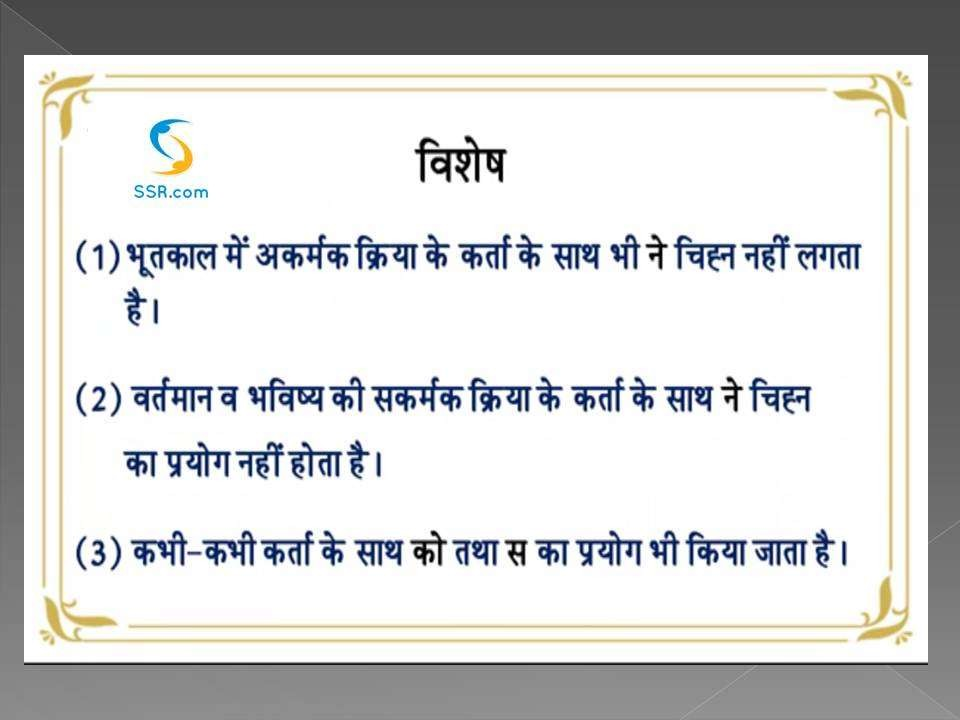 SSR.com
विशेष
(1) भूतकाल में अकर्मक क्रिया के कर्ता के साथ भी ने चिह्न नहीं लगता
है।
(2) वर्तमान व भविष्य की सकर्मक क्रिया के कर्ता के साथ ने चिह्न
का प्रयोग नहीं होता है।
(3) कभी-कभी कर्ता के साथ को तथा स का प्रयोग भी किया जाता है।